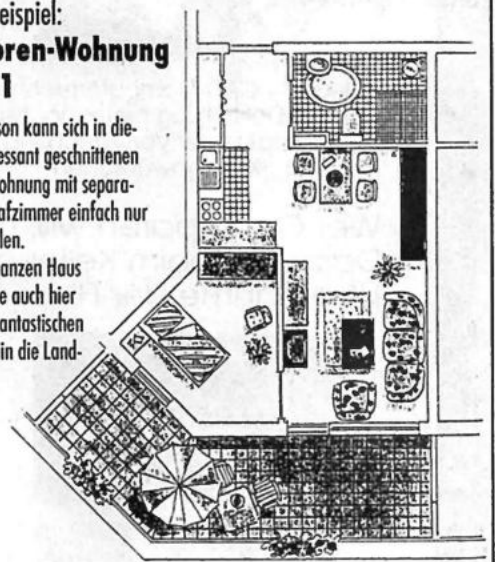 eispiel:
oren-Wohnung
1
son kann sich in die-
essant geschnittenen
ohnung mit separa-
afzimmer einfach nur
len.
anzen Haus
e auch hier
antastischen
in die Land-